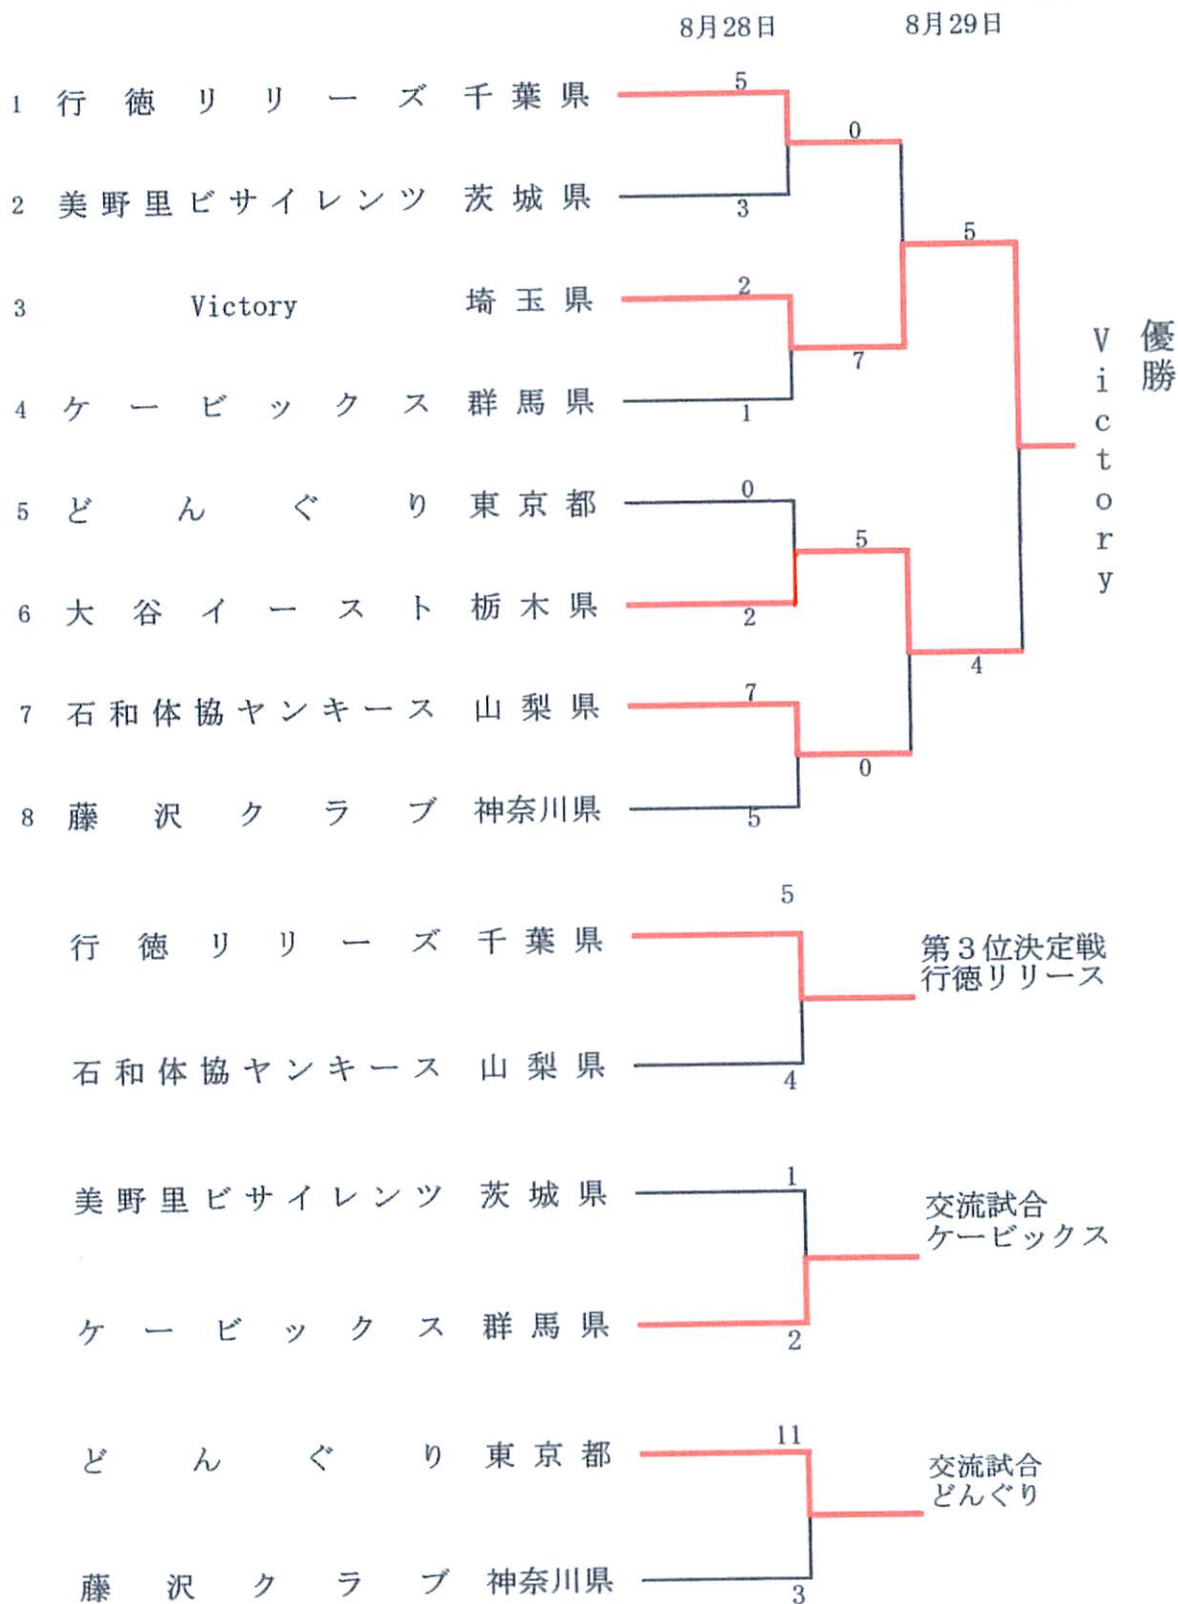 8月28日 8月29日
5
1 行徳リリーズ 千葉県
0
2 美野里ビサイレンツ 茨城県
3
5
2
3 Victory 埼玉県
7
4 ケービックス 群馬県
1
優勝
Victory
0
5 どんぐり 東京都
5
6 大谷イースト 栃木県
2
4
7
7 石和体協ヤンキース 山梨県
0
8 藤沢クラブ 神奈川県
5
5
行徳リリーズ 千葉県
第3位決定戦
行徳リリース
石和体協ヤンキース 山梨県
4
1
美野里ビサイレンツ 茨城県
交流試合
ケービックス
ケービックス 群馬県
2
11
どんぐり 東京都
交流試合
どんぐり
藤沢クラブ 神奈川県
3